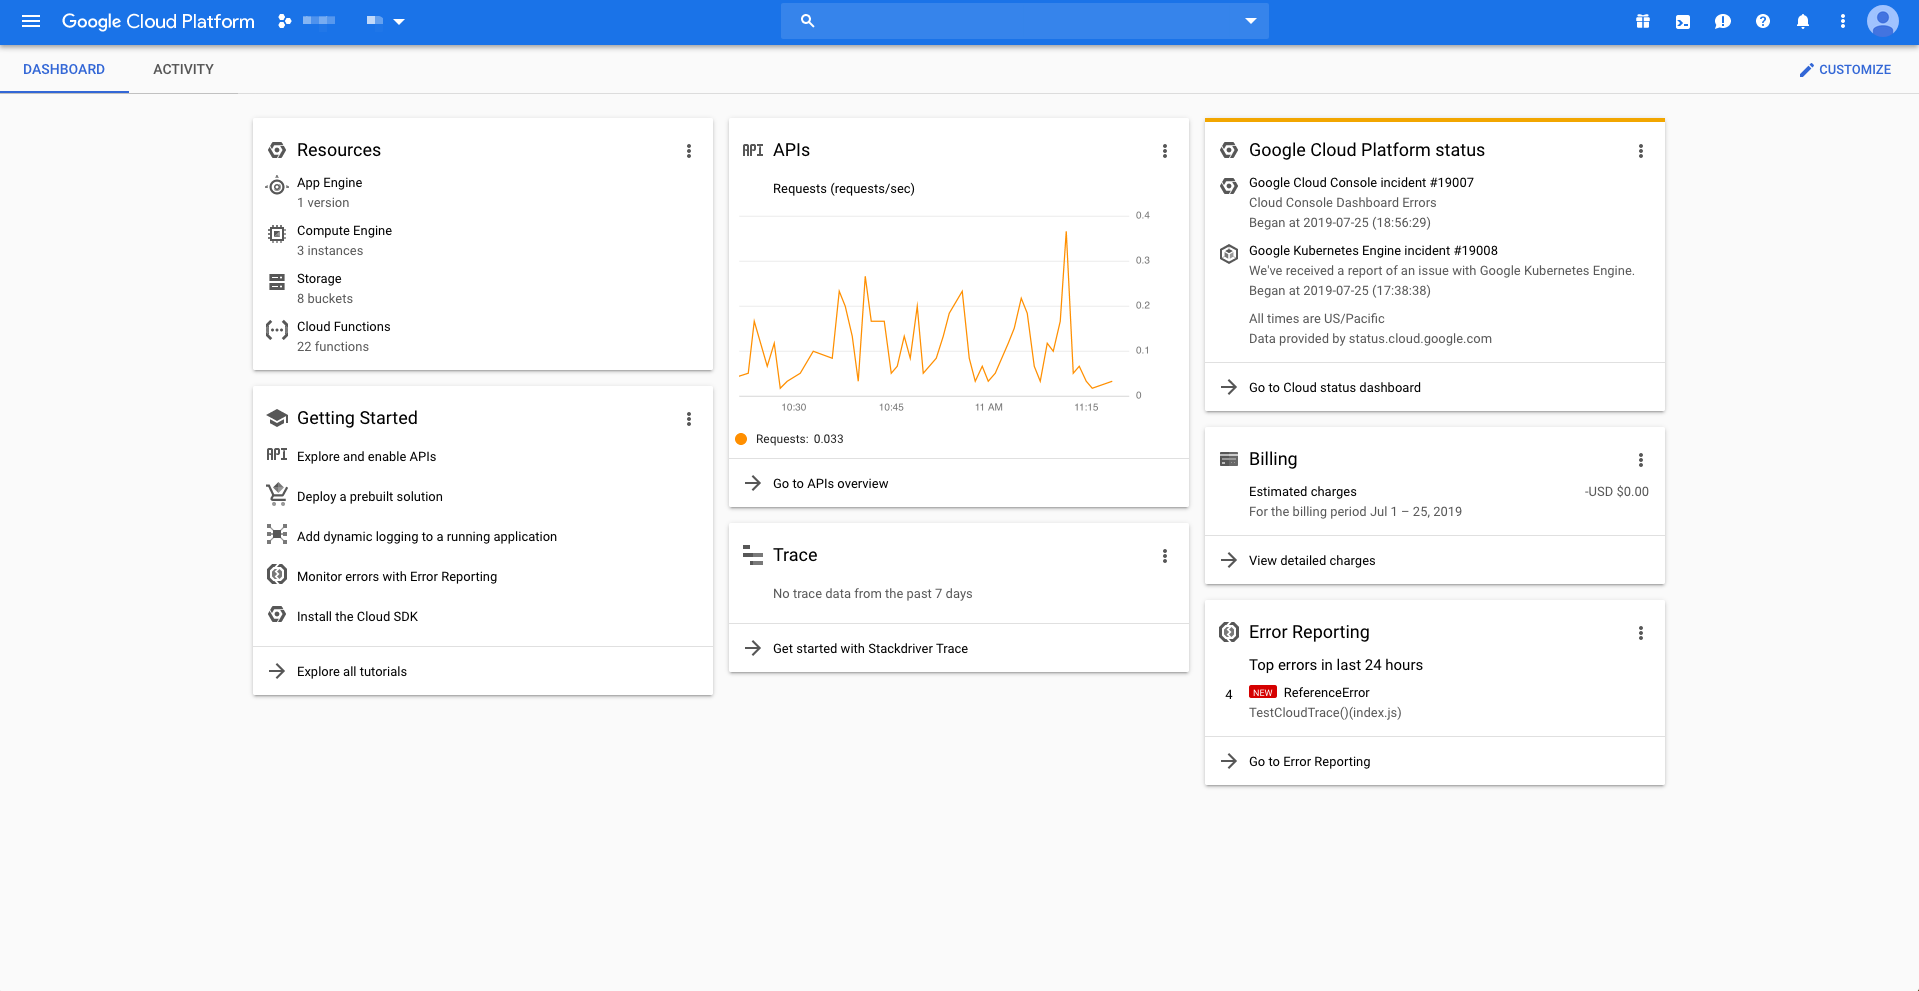 Google Cloud Platform
DASHBOARD
ACTIVITY
CUSTOMIZE
Resources
App Engine
1 version
Compute Engine
3 instances
Storage
8 buckets
Cloud Functions
22 functions
Getting Started
API Explore and enable APIs
Deploy a prebuilt solution
Add dynamic logging to a running application
Monitor errors with Error Reporting
Install the Cloud SDK
Explore all tutorials
API APIs
Requests (requests/sec)
0.4
0.3
0.2
0.1
0
10:30 10:45 11 AM 11:15
Requests: 0.033
Go to APIs overview
Trace
No trace data from the past 7 days
Get started with Stackdriver Trace
Google Cloud Platform status
Google Cloud Console incident #19007
Cloud Console Dashboard Errors
Began at 2019-07-25 (18:56:29)
Google Kubernetes Engine incident #19008
We've received a report of an issue with Google Kubernetes Engine.
Began at 2019-07-25 (17:38:38)
All times are US/Pacific
Data provided by status.cloud.google.com
Go to Cloud status dashboard
Billing
Estimated charges -USD $0.00
For the billing period Jul 1 – 25, 2019
View detailed charges
Error Reporting
Top errors in last 24 hours
4 NEW ReferenceError
TestCloudTrace()(index.js)
Go to Error Reporting